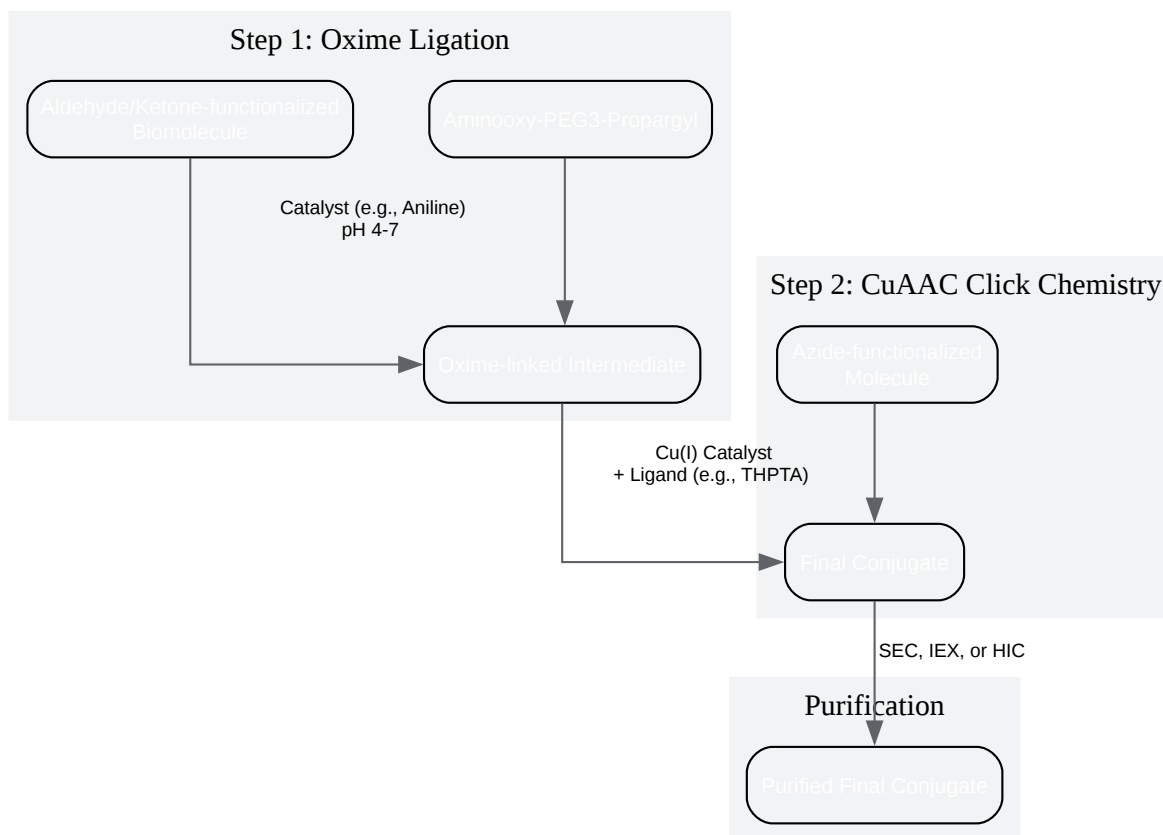 Step 1: Oxime Ligation
Aldehyde/Ketone-functionalized
Biomolecule
Aminooxy-PEG3-Propargyl
Catalyst (e.g., Aniline)
pH 4-7
Oxime-linked Intermediate
Step 2: CuAAC Click Chemistry
Azide-functionalized
Molecule
Cu(I) Catalyst
+ Ligand (e.g., THPTA)
Final Conjugate
SEC, IEX, or HIC
Purification
Purified Final Conjugate